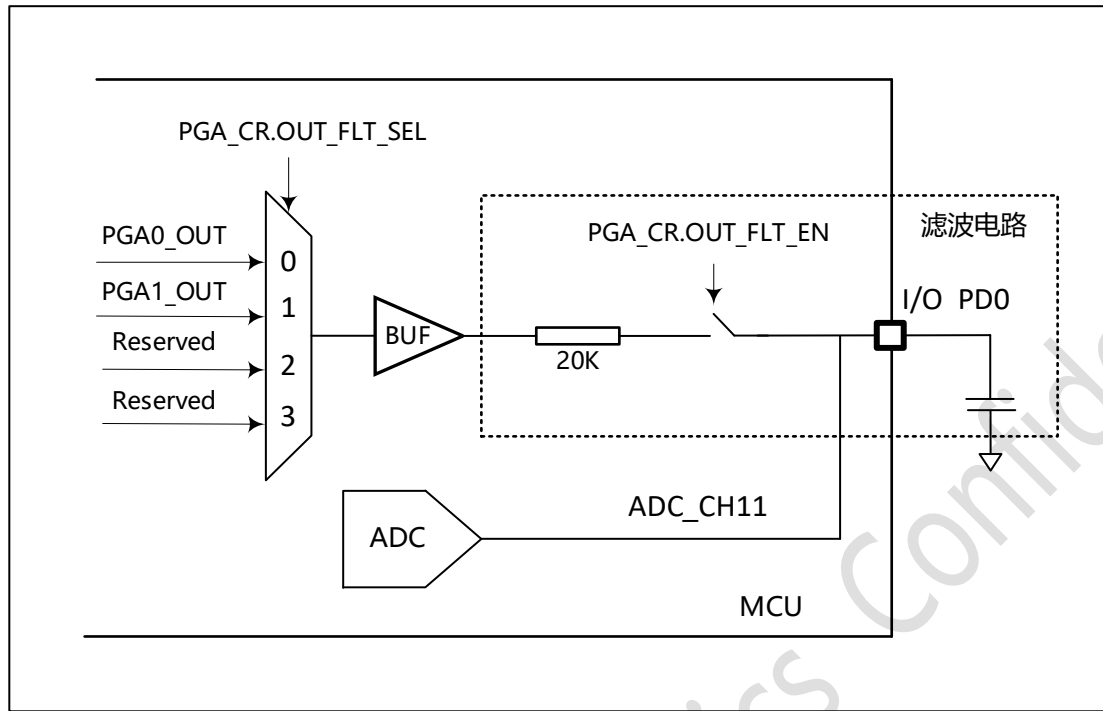 PGA_CR.OUT_FLT_SEL
滤波电路
PGA_CR.OUT_FLT_EN
PGA0_OUT
0
I/O PD0
PGA1_OUT
1
BUF
Reserved
20K
2
Reserved
3
ADC_CH11
ADC
MCU